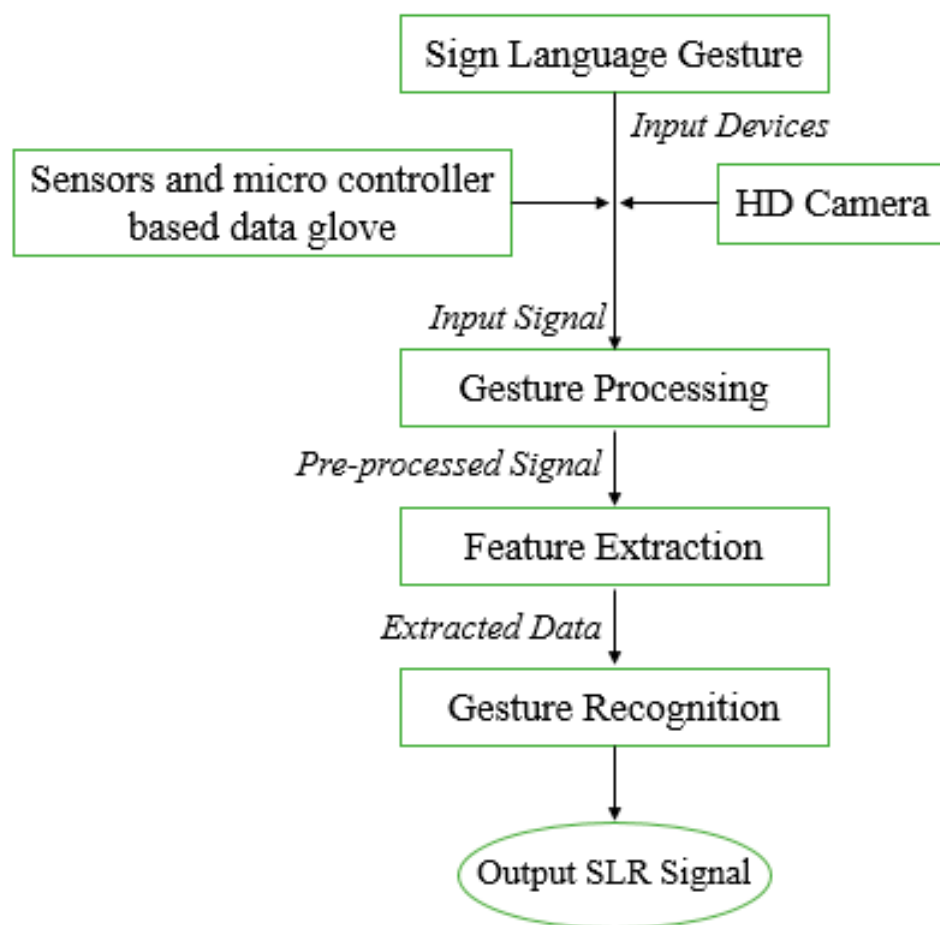 Sign Language Gesture
Input Devices
Sensors and micro controller
based data glove
HD Camera
Input Signal
Gesture Processing
Pre-processed Signal
Feature Extraction
Extracted Data
Gesture Recognition
Output SLR Signal